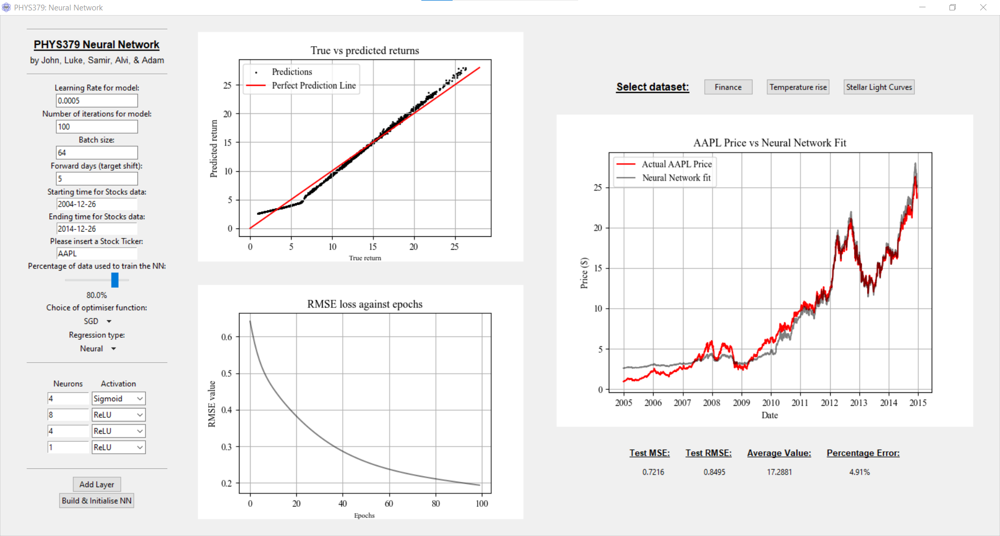 PHYS379: Neural Network
PHYS379 Neural Network
by John, Luke, Samir, Alvi, & Adam
Learning Rate for model:
0.0005
Number of iterations for model:
100
Batch size:
64
Forward days (target shift):
5
Starting time for Stocks data:
2004-12-26
Ending time for Stocks data:
2014-12-26
Please insert a Stock Ticker:
AAPL
Percentage of data used to train the NN:
80.0%
Choice of optimiser function:
SGD
Regression type:
Neural
Neurons Activation
4 Sigmoid
8 ReLU
4 ReLU
1 ReLU
Add Layer
Build & Initialise NN
True vs predicted returns
Predictions
Perfect Prediction Line
Predicted return
25
20
15
10
5
0
0 5 10 15 20 25
True return
RMSE loss against epochs
RMSE value
0.6
0.5
0.4
0.3
0.2
0 20 40 60 80 100
Epochs
Select dataset: Finance Temperature rise Stellar Light Curves
AAPL Price vs Neural Network Fit
Actual AAPL Price
Neural Network fit
Price ($)
25
20
15
10
5
0
2005 2006 2007 2008 2009 2010 2011 2012 2013 2014 2015
Date
Test MSE: Test RMSE: Average Value: Percentage Error:
0.7216 0.8495 17.2881 4.91%